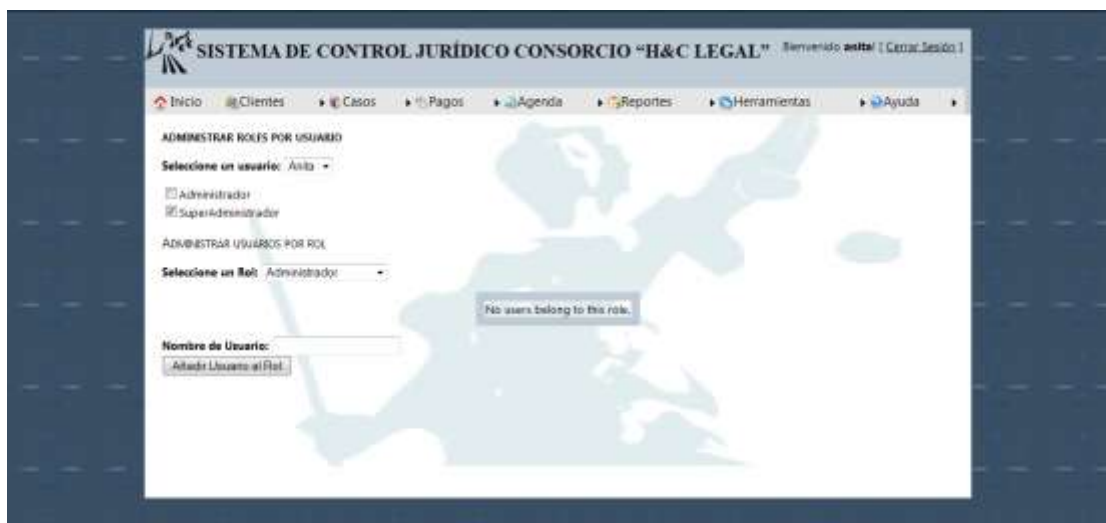 SISTEMA DE CONTROL JURÍDICO CONSORCIO “H&C LEGAL”
Bienvenido anita! [ Cerrar Sesión ]
Inicio Clientes Casos Pagos Agenda Reportes Herramientas Ayuda
ADMINISTRAR ROLES POR USUARIO
Seleccione un usuario: Anita
Administrador
SuperAdministrador
ADMINISTRAR USUARIOS POR ROL
Seleccione un Rol: Administrador
No users belong to this role.
Nombre de Usuario:
Añadir Usuario al Rol